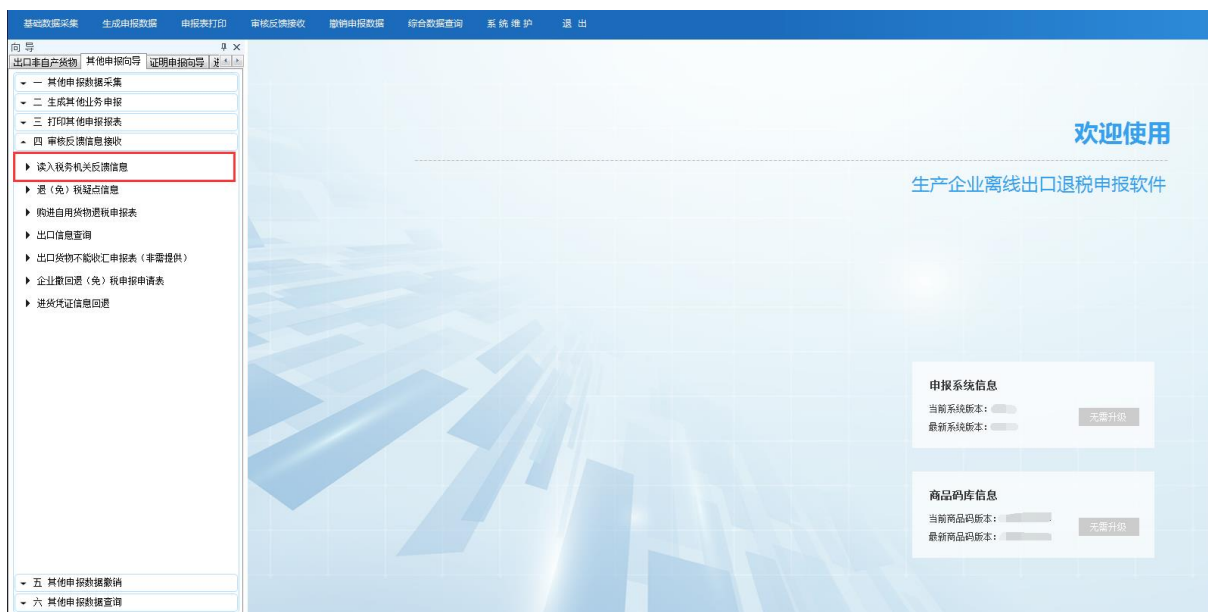 基础数据采集 生成申报数据 申报表打印 审核反馈接收 撤销申报数据 综合数据查询 系统维护 退出
向导
出口非自产货物 其他申报向导 证明申报向导
一 其他申报数据采集
二 生成其他业务申报
三 打印其他申报报表
四 审核反馈信息接收
读入税务机关反馈信息
退（免）税疑点信息
购进自用货物退税申报表
出口信息查询
出口货物不能收汇申报表（非需提供）
企业撤回退（免）税申报申请表
进货凭证信息回退
五 其他申报数据撤销
六 其他申报数据查询
欢迎使用
生产企业离线出口退税申报软件
申报系统信息
当前系统版本：
无需升级
最新系统版本：
商品码库信息
当前商品码版本：
无需升级
最新商品码版本：